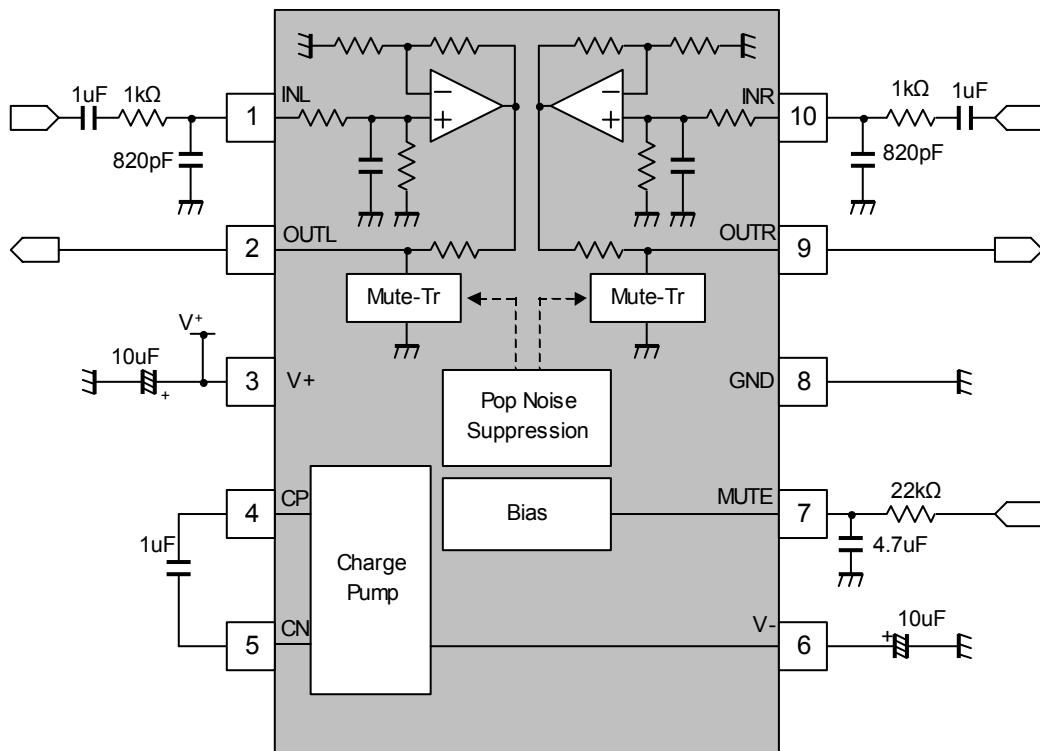 1uF 1kΩ
1 INL
820pF
2 OUTL
Mute-Tr
V+
10uF
+
3 V+
4 CP
1uF
5 CN
Charge
Pump
Pop Noise
Suppression
Bias
− +
− +
Mute-Tr
INR 10
1kΩ 1uF
820pF
OUTR 9
GND 8
MUTE 7
22kΩ
4.7uF
V- 6
+
10uF